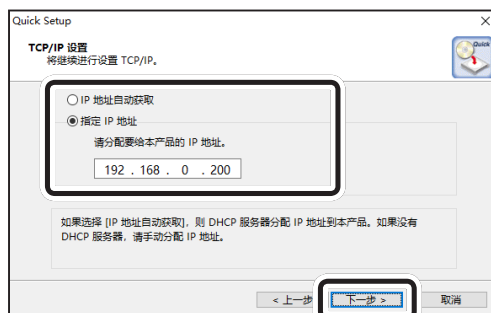 Quick Setup
TCP/IP 设置
将继续进行设置 TCP/IP。
Quick
IP 地址自动获取
指定 IP 地址
请分配要给本产品的 IP 地址。
192 . 168 . 0 . 200
如果选择 [IP 地址自动获取]，则 DHCP 服务器分配 IP 地址到本产品。如果没有
DHCP 服务器，请手动分配 IP 地址。
< 上一步
下一步 >
取消